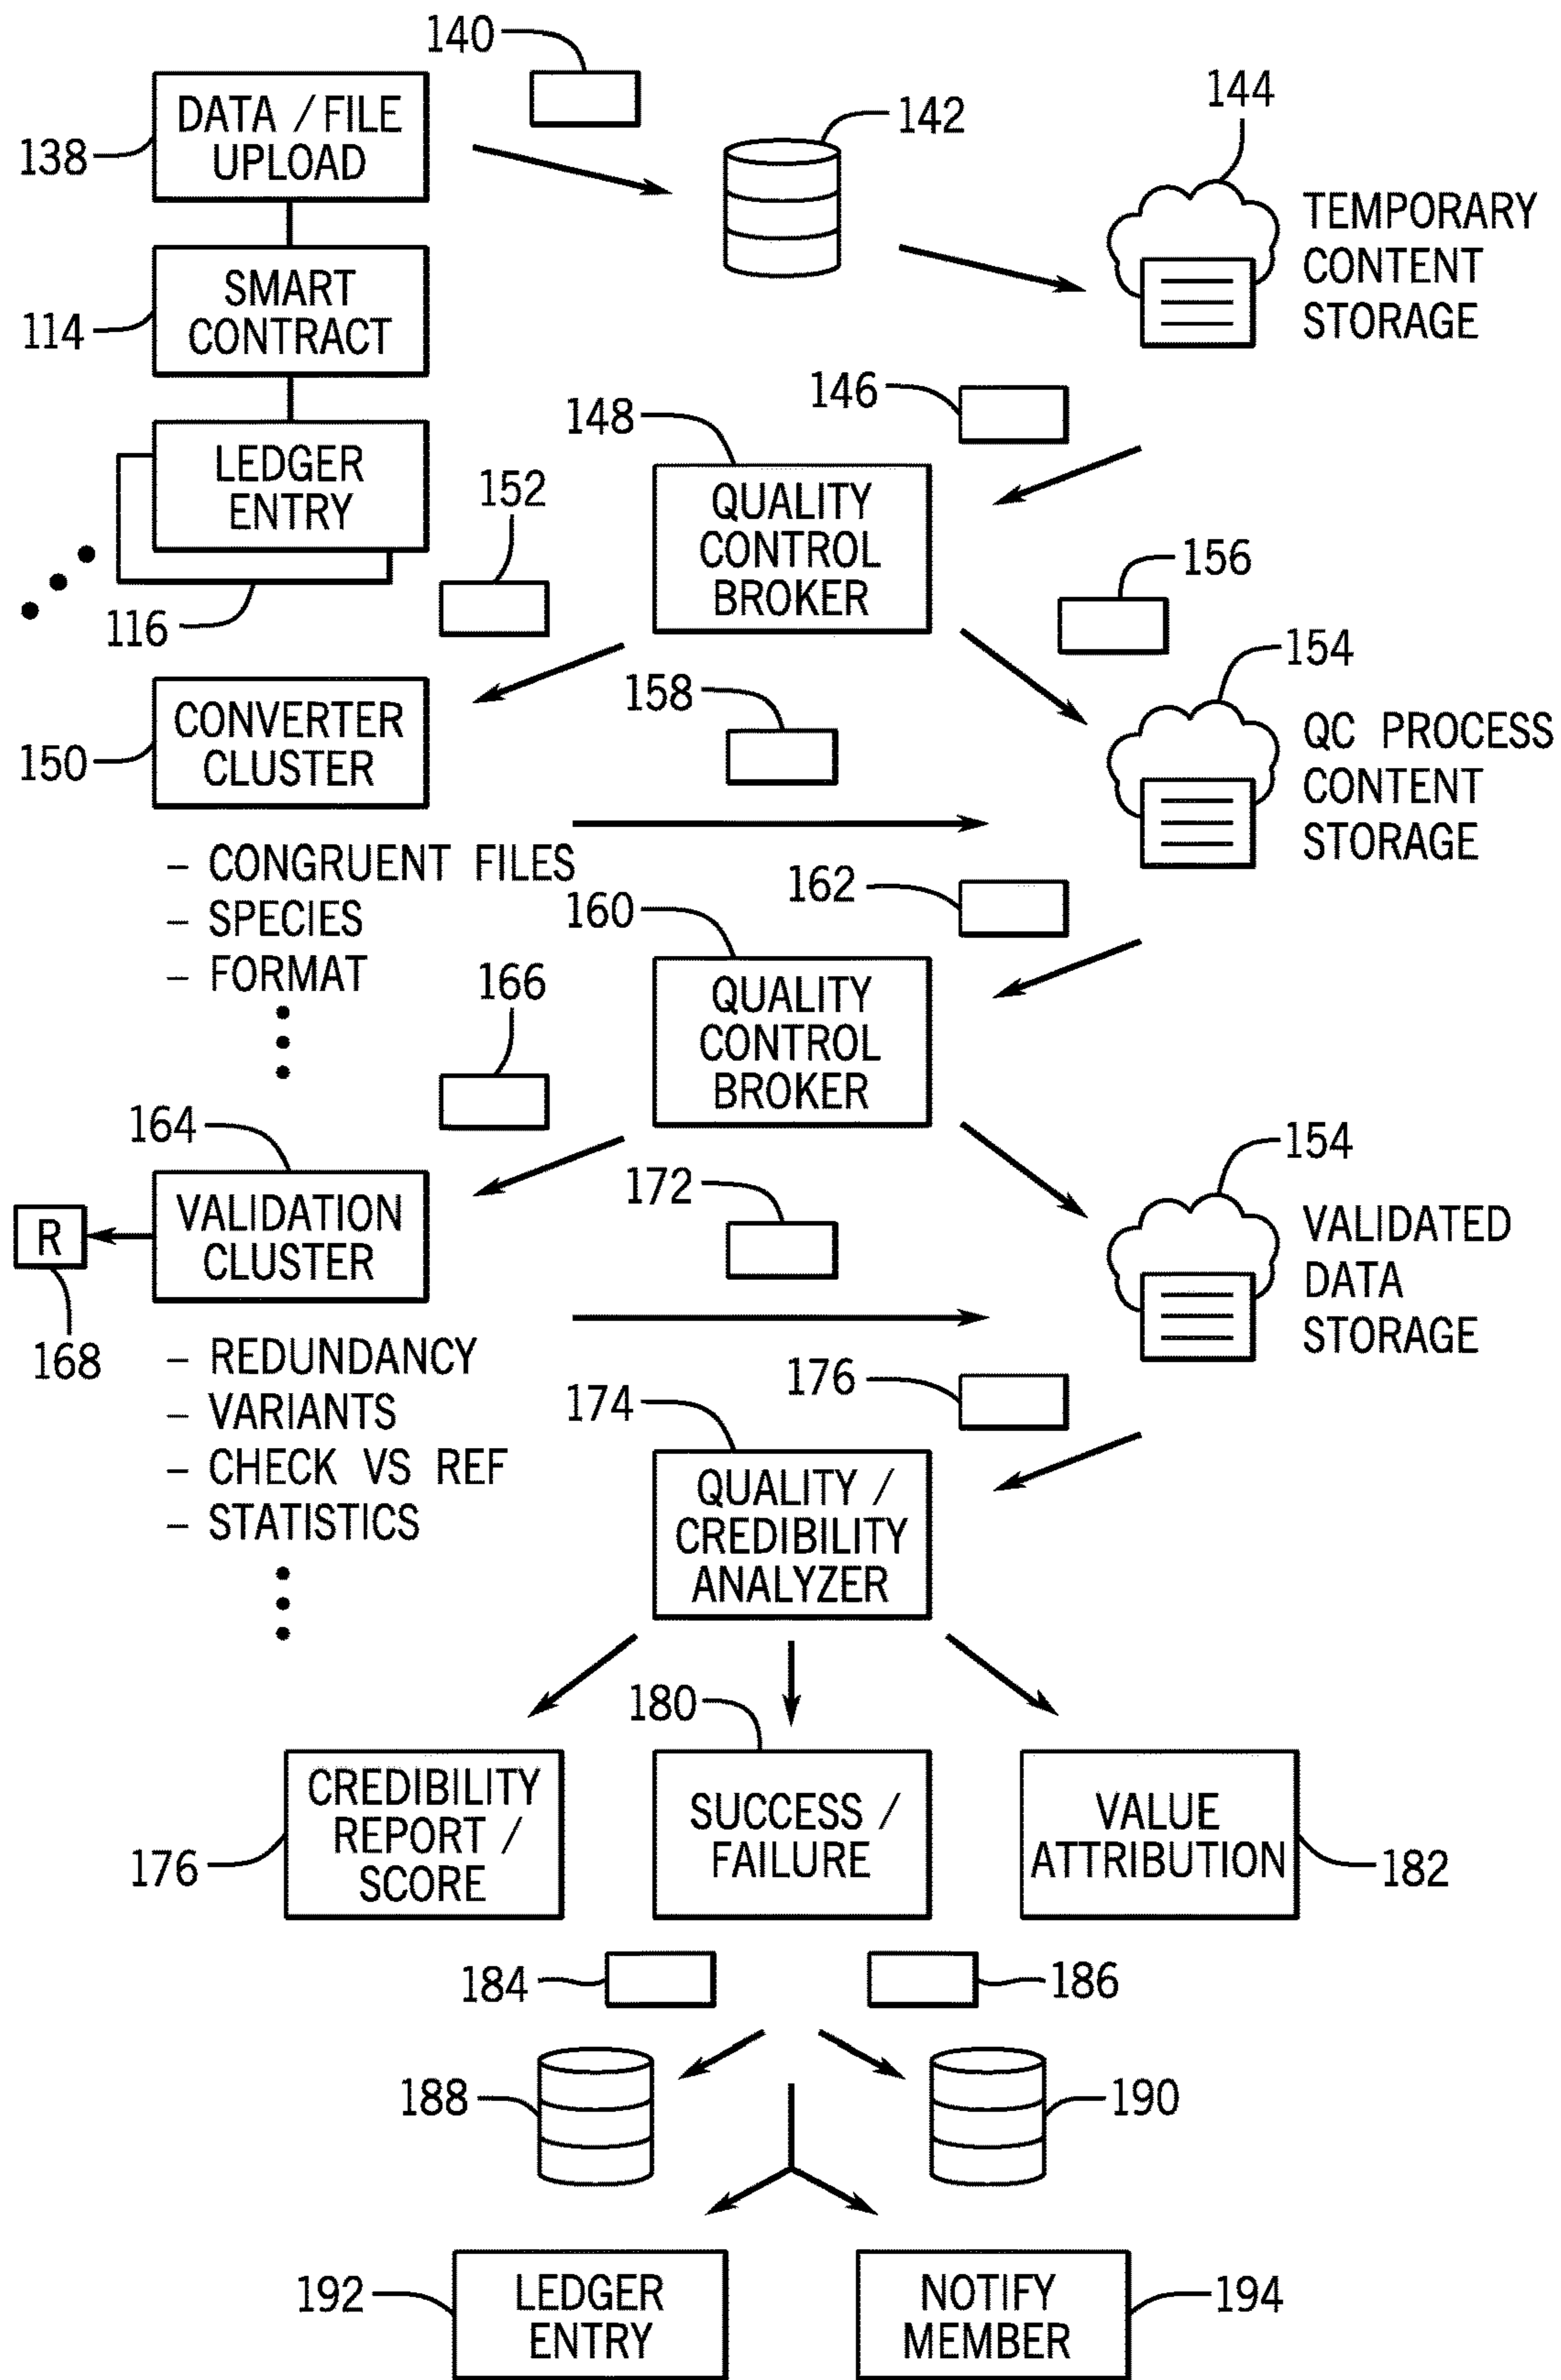 140
DATA / FILE
UPLOAD
138
142
144
TEMPORARY
CONTENT
STORAGE
SMART
CONTRACT
114
146
148
LEDGER
ENTRY
116
152
QUALITY
CONTROL
BROKER
156
154
QC PROCESS
CONTENT
STORAGE
158
CONVERTER
CLUSTER
150
- CONGRUENT FILES
- SPECIES
- FORMAT
162
160
QUALITY
CONTROL
BROKER
166
164
VALIDATION
CLUSTER
R
168
172
154
VALIDATED
DATA
STORAGE
- REDUNDANCY
- VARIANTS
- CHECK VS REF
- STATISTICS
176
174
QUALITY /
CREDIBILITY
ANALYZER
180
CREDIBILITY
REPORT /
SCORE
176
SUCCESS /
FAILURE
VALUE
ATTRIBUTION
182
184
186
188
190
192
LEDGER
ENTRY
NOTIFY
MEMBER
194